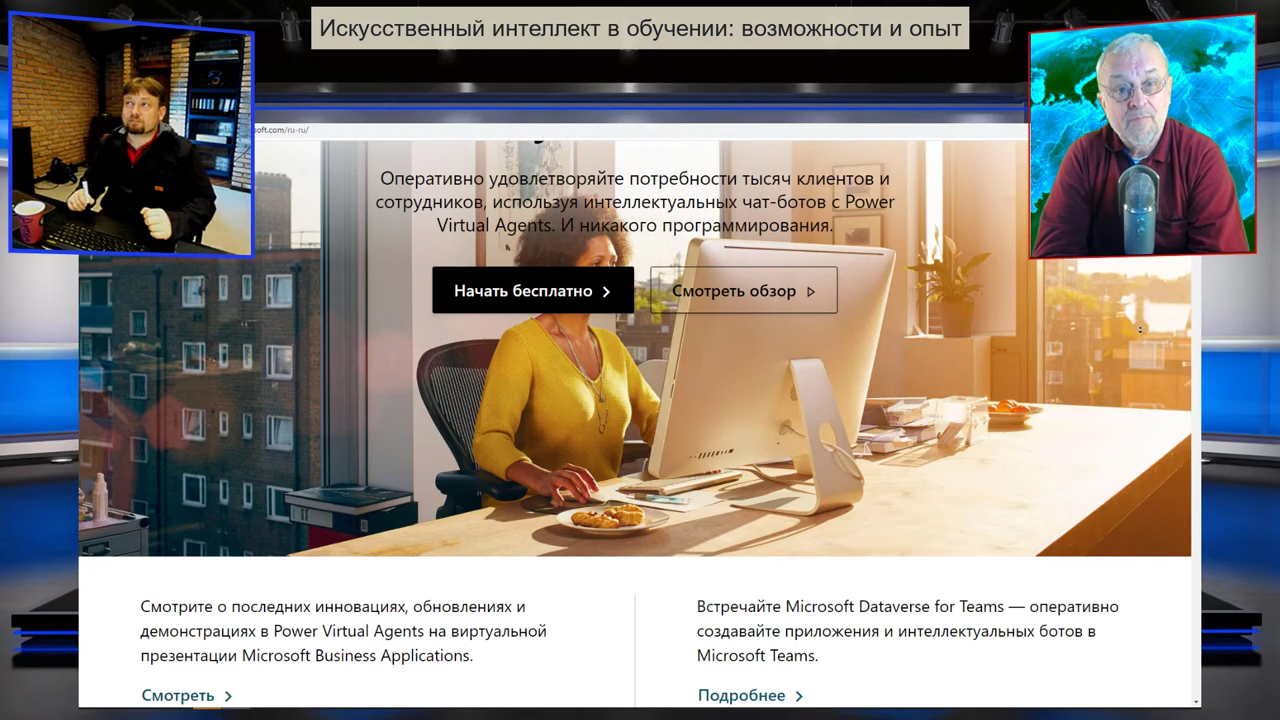 Искусственный интеллект в обучении: возможности и опыт
soft.com/ru-ru/
Оперативно удовлетворяйте потребности тысяч клиентов и
сотрудников, используя интеллектуальных чат-ботов с Power
Virtual Agents. И никакого программирования.
Начать бесплатно
Смотреть обзор
Смотрите о последних инновациях, обновлениях и
демонстрациях в Power Virtual Agents на виртуальной
презентации Microsoft Business Applications.
Смотреть
Встречайте Microsoft Dataverse for Teams — оперативно
создавайте приложения и интеллектуальных ботов в
Microsoft Teams.
Подробнее